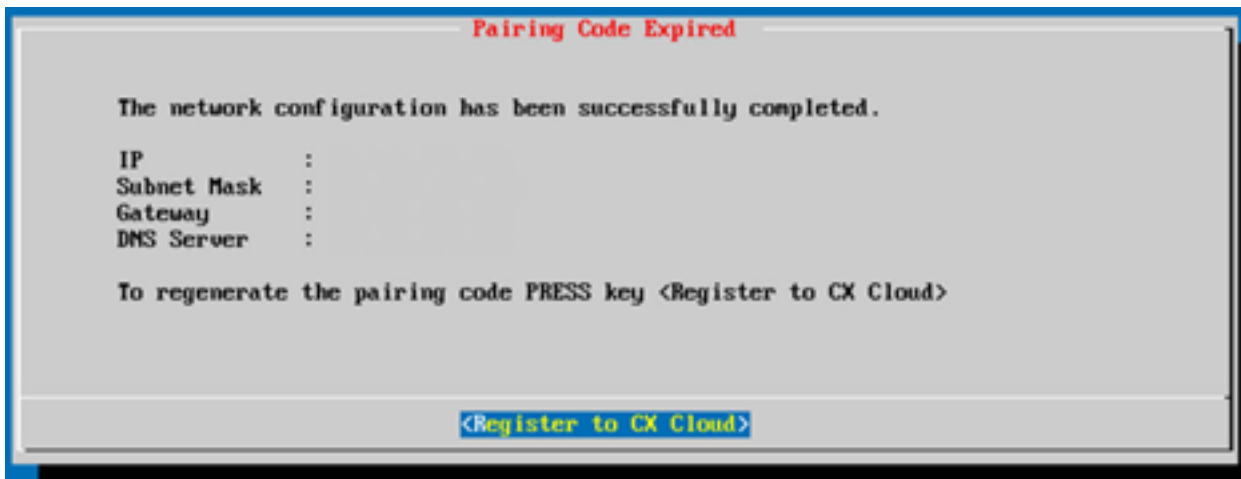 Pairing Code Expired
The network configuration has been successfully completed.
IP :
Subnet Mask :
Gateway :
DNS Server :
To regenerate the pairing code PRESS key <Register to CX Cloud>
<Register to CX Cloud>